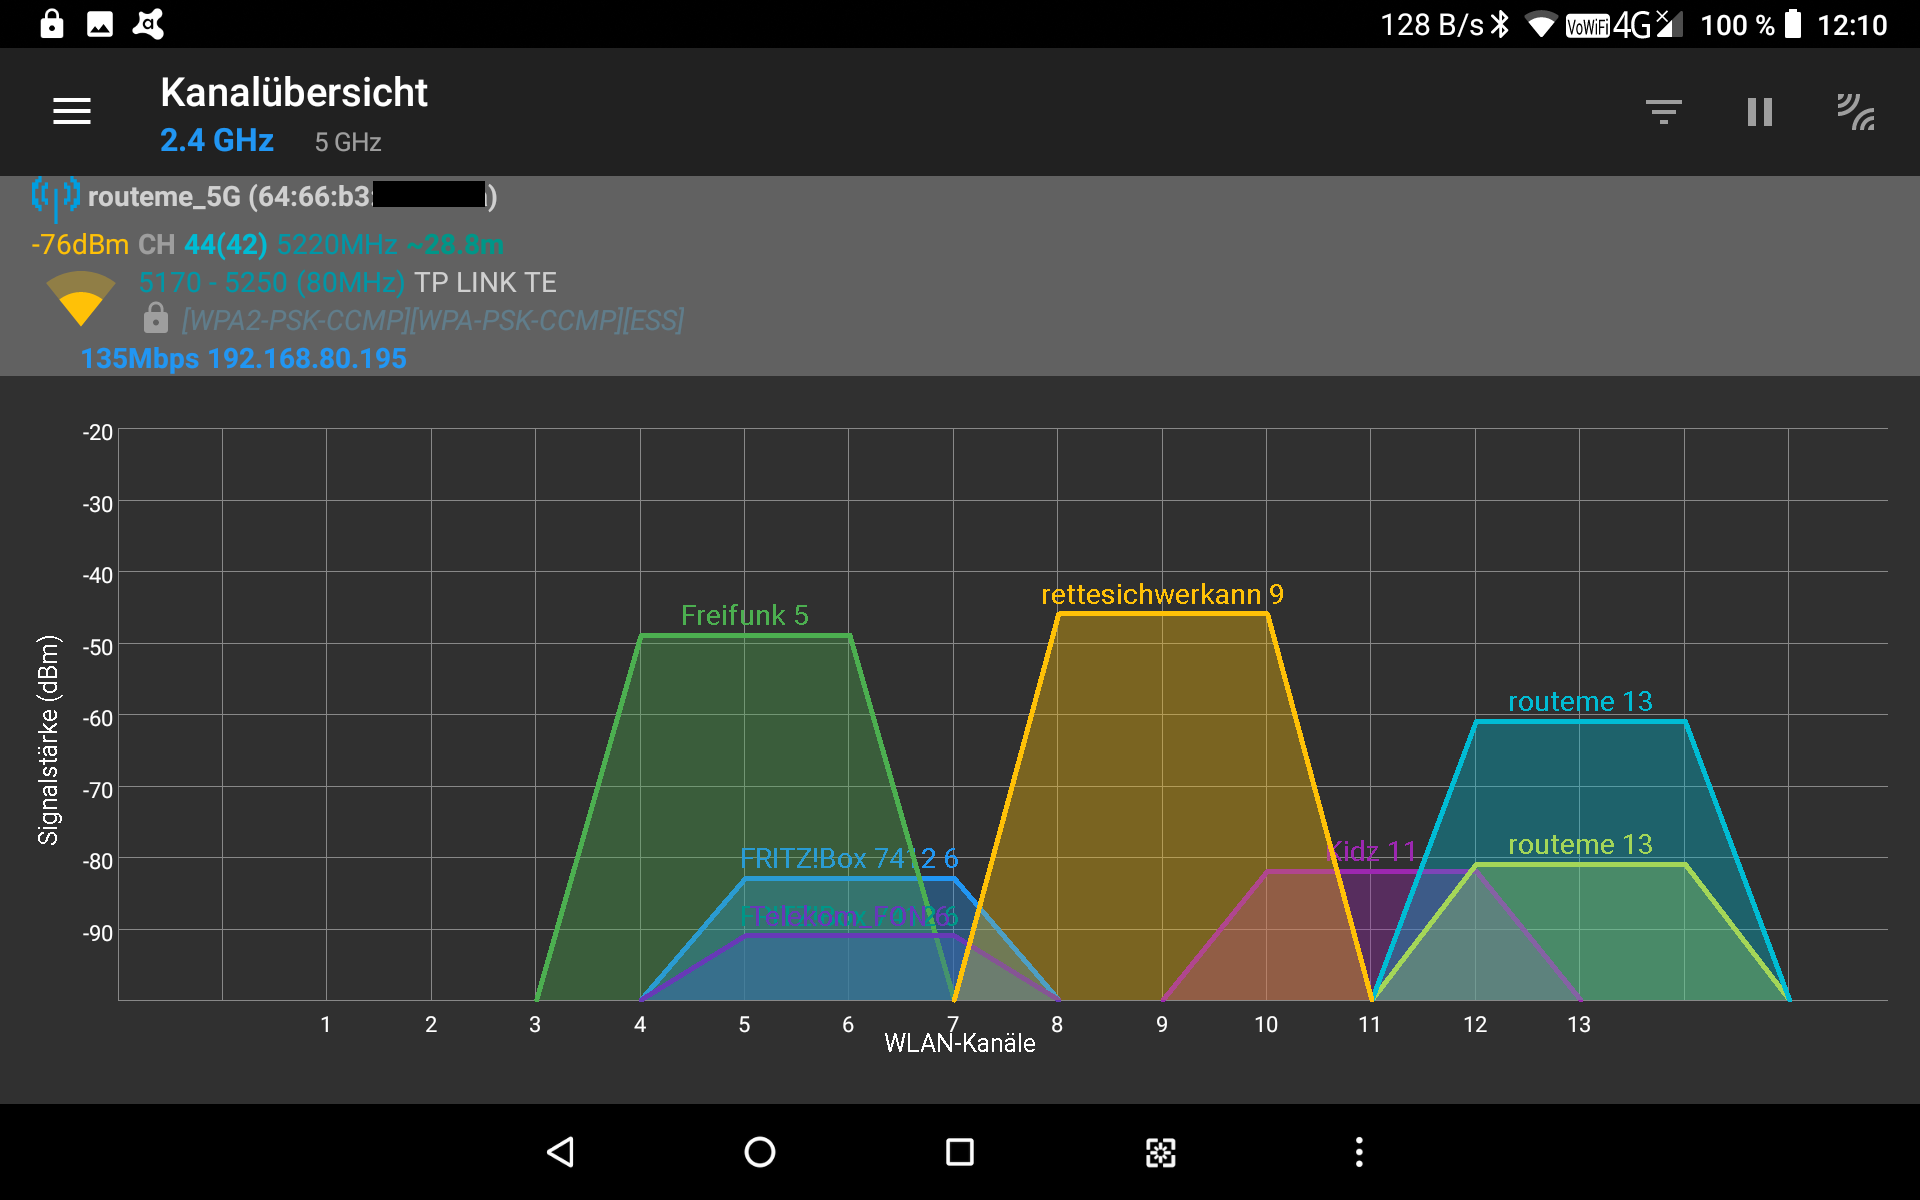 128 B/s VoWiFi 4G 100 % 12:10
Kanalübersicht
2.4 GHz 5 GHz
routeme_5G (64:66:b3: )
-76dBm CH 44(42) 5220MHz ~28.8m
5170 - 5250 (80MHz) TP LINK TE
[WPA2-PSK-CCMP][WPA-PSK-CCMP][ESS]
135Mbps 192.168.80.195
-20
-30
-40
-50
-60
-70
-80
-90
Signalstärke (dBm)
rettesichwerkann 9
Freifunk 5
routeme 13
routeme 13
Kidz 11
FRITZ!Box 7412 6
Telekom_FON 6
1 2 3 4 5 6 7 8 9 10 11 12 13
WLAN-Kanäle